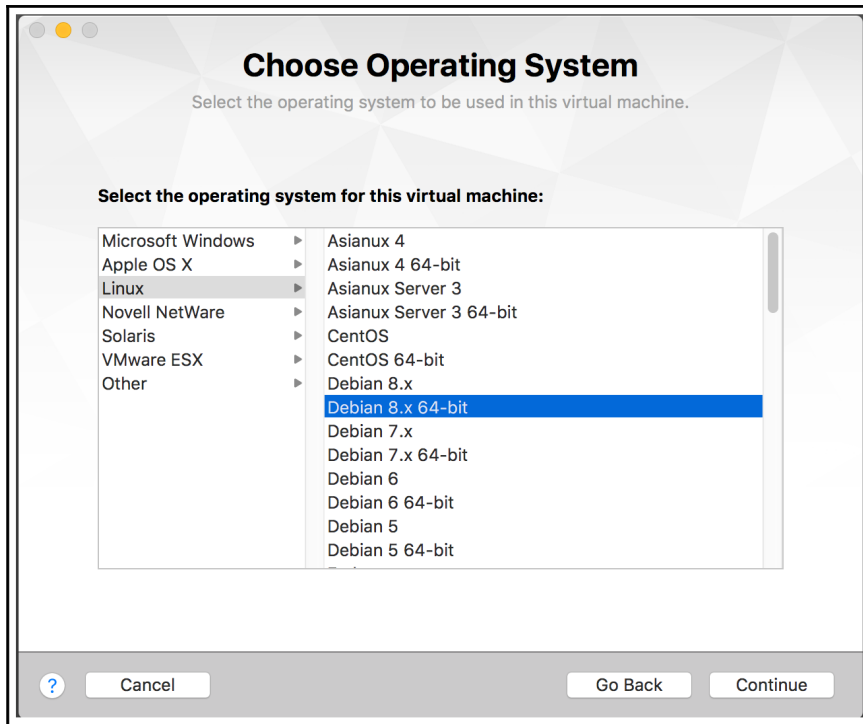 Choose Operating System
Select the operating system to be used in this virtual machine.
Select the operating system for this virtual machine:
Microsoft Windows
Apple OS X
Linux
Novell NetWare
Solaris
VMware ESX
Other
Asianux 4
Asianux 4 64-bit
Asianux Server 3
Asianux Server 3 64-bit
CentOS
CentOS 64-bit
Debian 8.x
Debian 8.x 64-bit
Debian 7.x
Debian 7.x 64-bit
Debian 6
Debian 6 64-bit
Debian 5
Debian 5 64-bit
? Cancel Go Back Continue